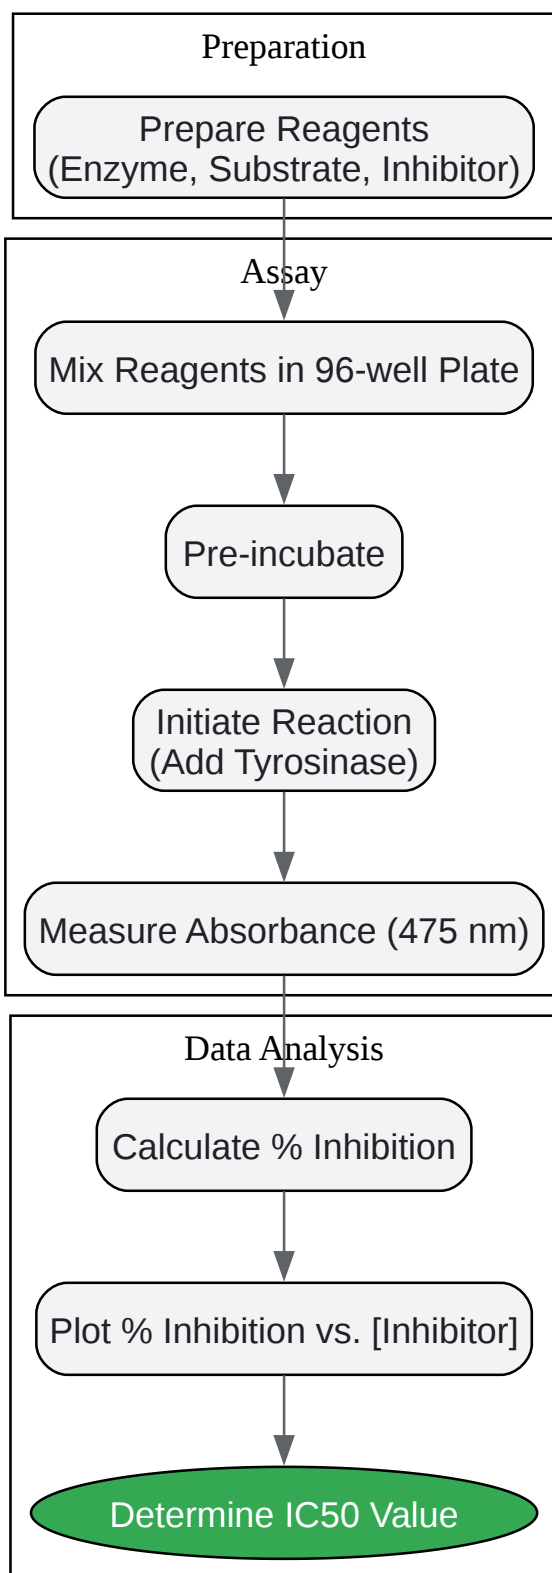 Preparation
Prepare Reagents
(Enzyme, Substrate, Inhibitor)
Assay
Mix Reagents in 96-well Plate
Pre-incubate
Initiate Reaction
(Add Tyrosinase)
Measure Absorbance (475 nm)
Data Analysis
Calculate % Inhibition
Plot % Inhibition vs. [Inhibitor]
Determine IC50 Value